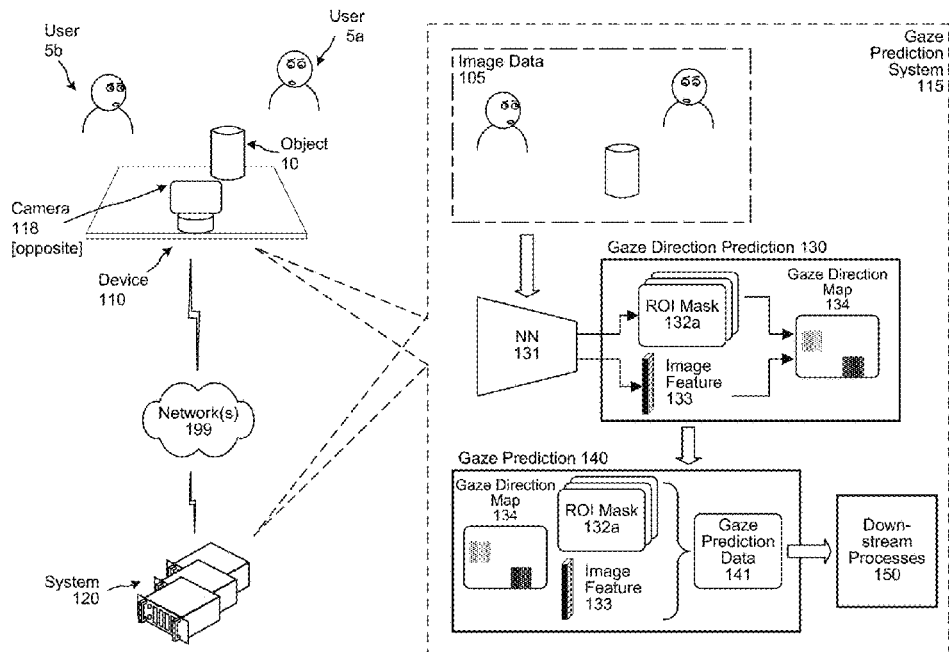 User
5b
User
5a
Object
10
Camera
118
[opposite]
Device
110
Network(s)
199
System
120
Gaze
Prediction
System
115
Image Data
105
Gaze Direction Prediction 130
NN
131
ROI Mask
132a
Image
Feature
133
Gaze Direction
Map
134
Gaze Prediction 140
Gaze Direction
Map
134
ROI Mask
132a
Image
Feature
133
Gaze
Prediction
Data
141
Down-
stream
Processes
150